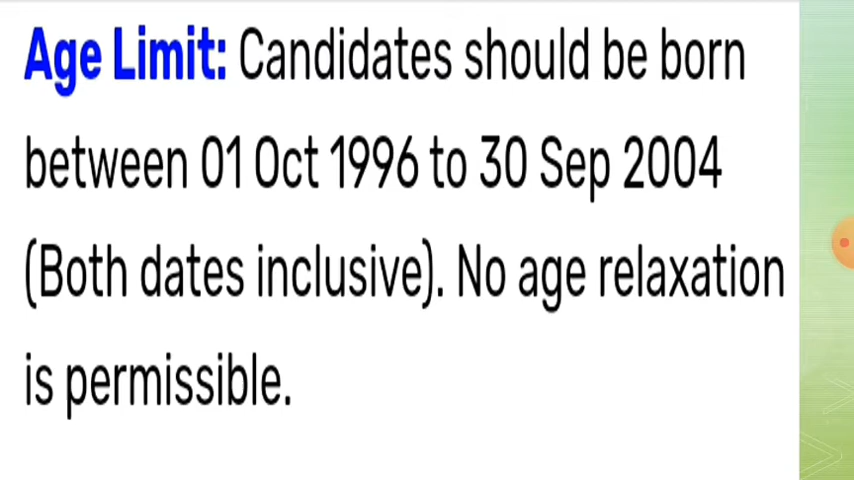 Age Limit: Candidates should be born
between 01 Oct 1996 to 30 Sep 2004
(Both dates inclusive). No age relaxation
is permissible.